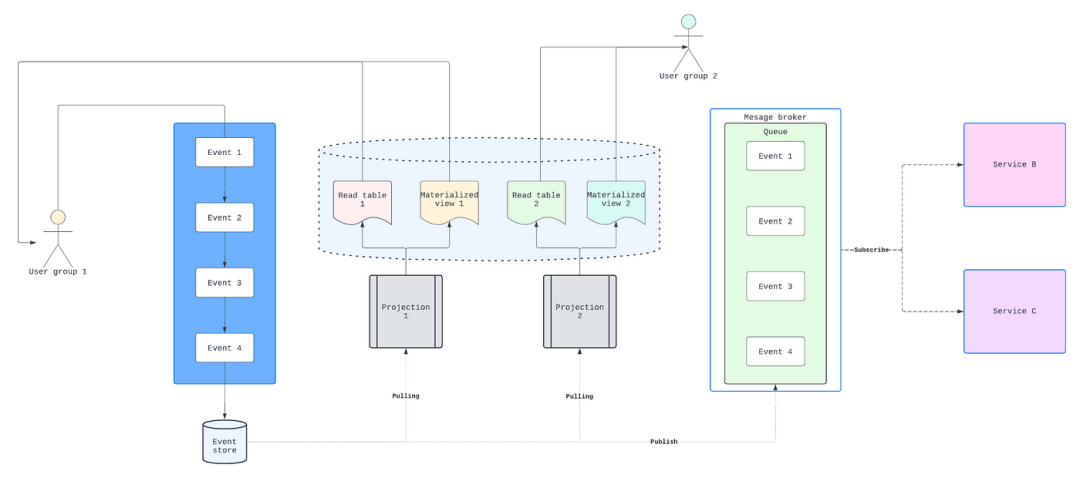 User group 2
Mesage broker
Queue
Event 1
Event 2
Event 3
Event 4
User group 1
Read table
1
Materialized
view 1
Read table
2
Materialized
view 2
Projection
1
Projection
2
Event 1
Event 2
Event 3
Event 4
Subscribe
Service B
Service C
Pulling
Pulling
Publish
Event
store